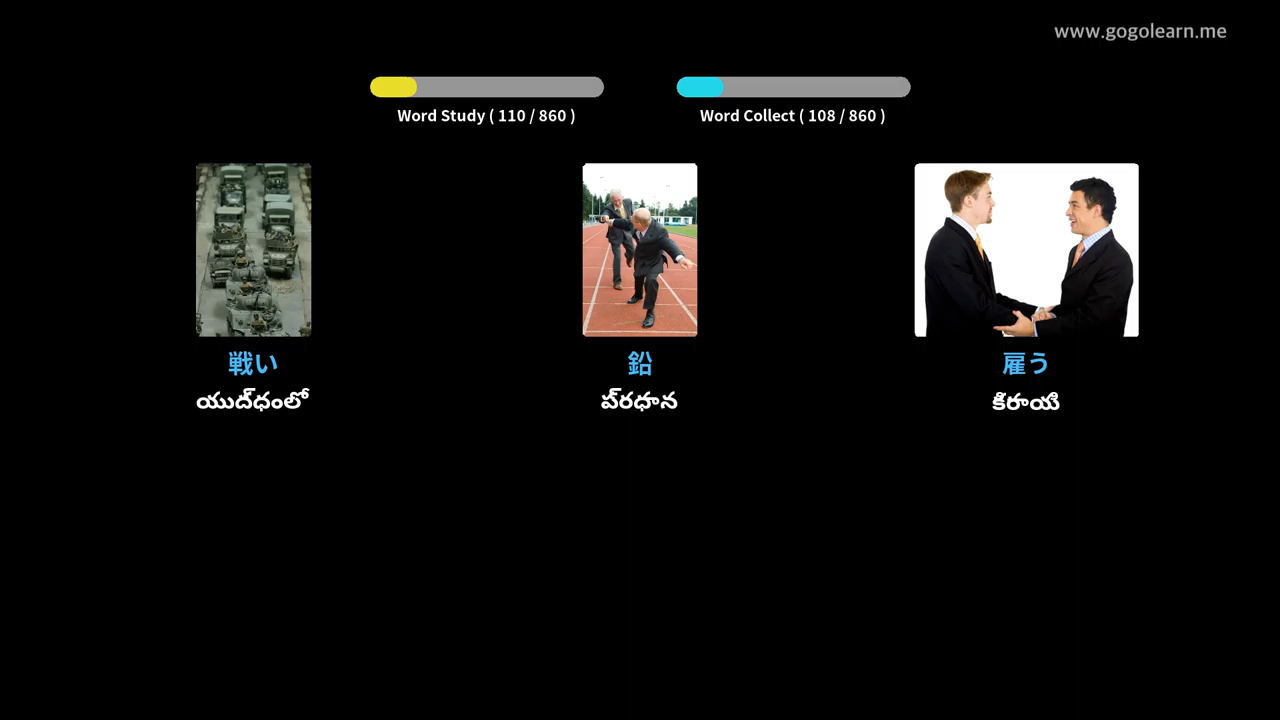 www.gogolearn.me
Word Study ( 110 / 860 )
Word Collect ( 108 / 860 )
戦い
鉛
雇う
యుద్ధంలో
ప్రధాన
కిరాయి